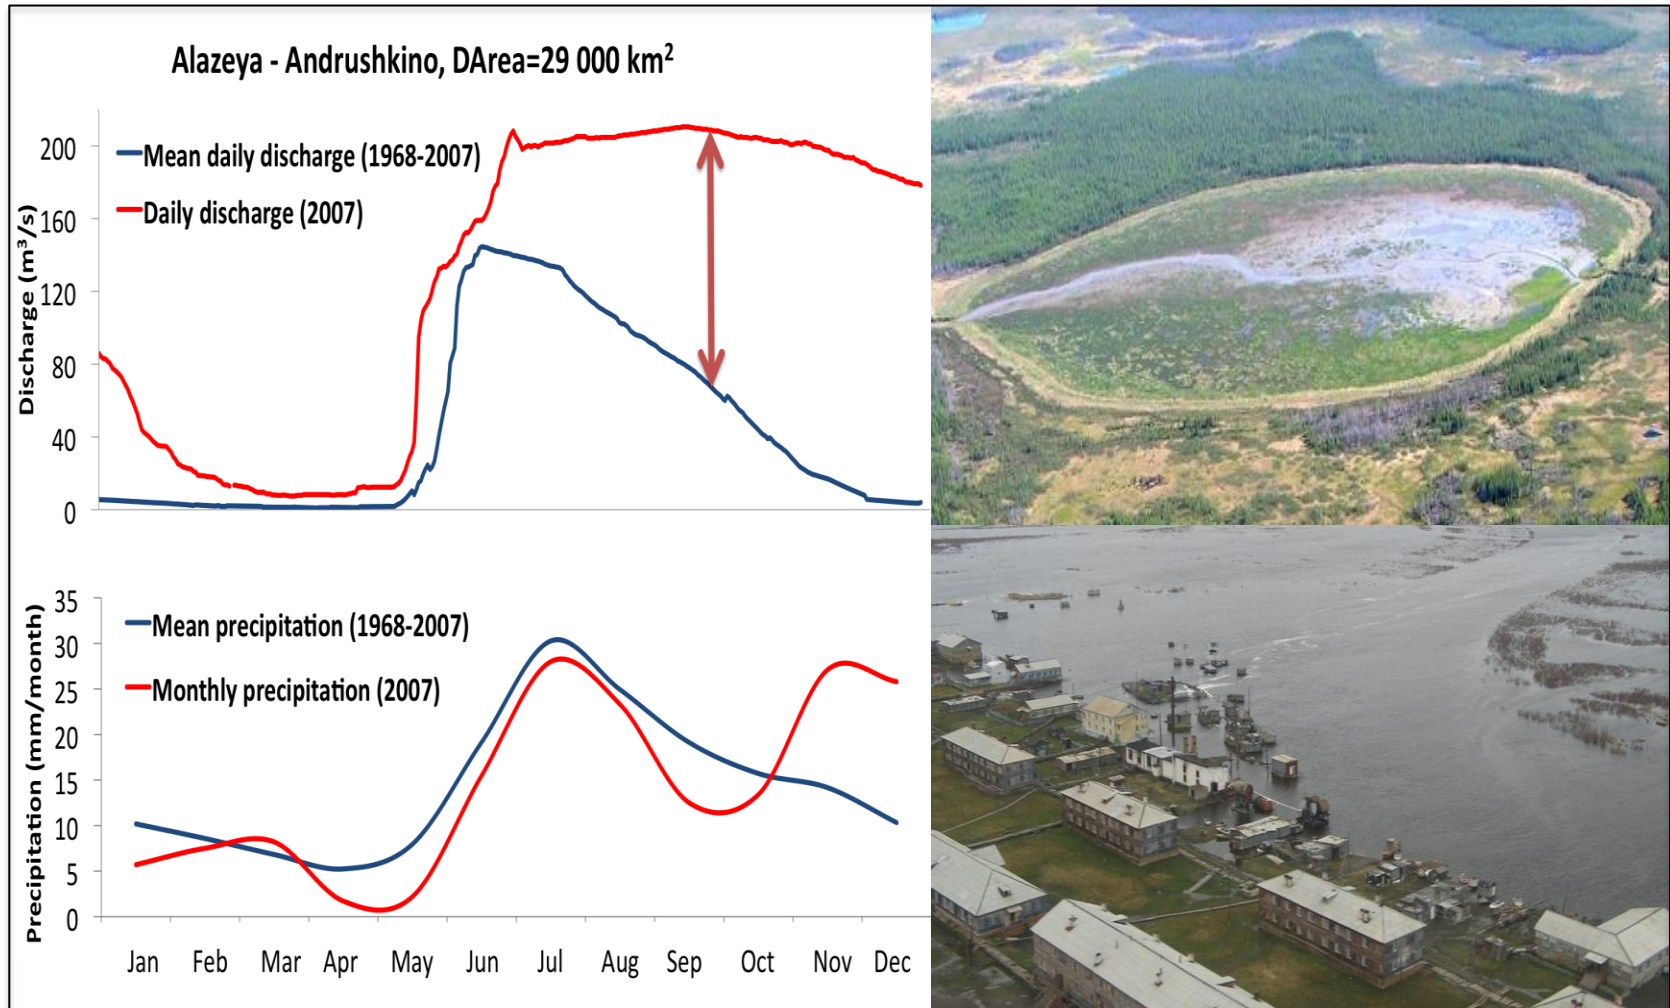 Alazeya - Andrushkino, DArea=29 000 km²
Discharge (m³/s)
200
160
120
80
40
0
Mean daily discharge (1968-2007)
Daily discharge (2007)
Precipitation (mm/month)
35
30
25
20
15
10
5
0
Mean precipitation (1968-2007)
Monthly precipitation (2007)
Jan Feb Mar Apr May Jun Jul Aug Sep Oct Nov Dec